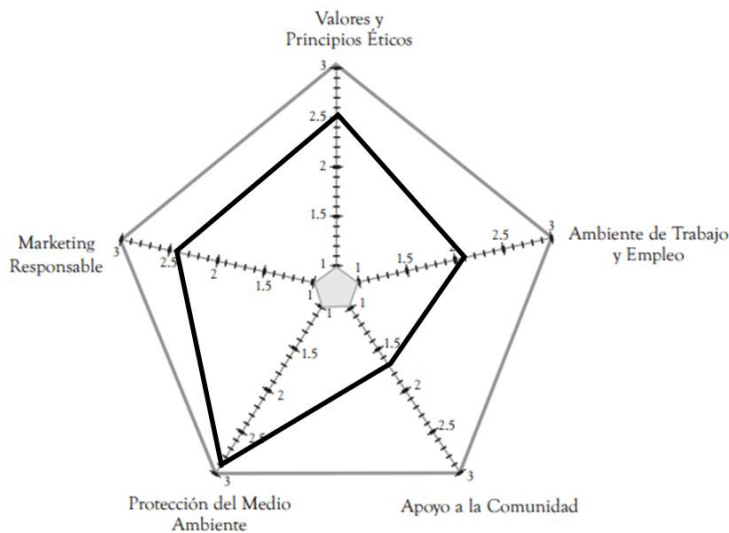 Valores y
Principios Éticos
3
2.5
2
1.5
1
Ambiente de Trabajo
y Empleo
3
2.5
2
1.5
1
Marketing
Responsable
3
2.5
2
1.5
1
1
1.5
2
2.5
3
Protección del Medio
Ambiente
1
1.5
2
2.5
3
Apoyo a la Comunidad